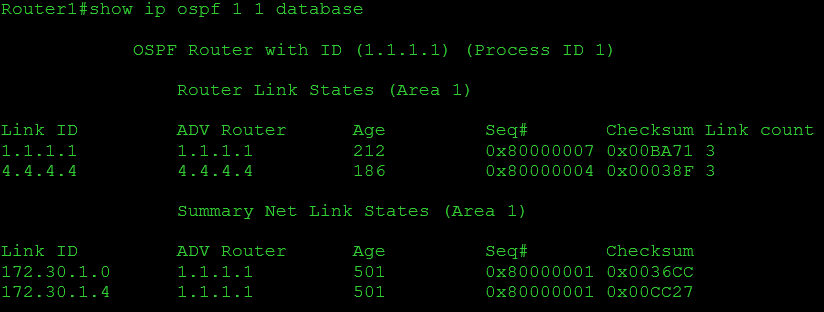 Router1#show ip ospf 1 1 database
OSPF Router with ID (1.1.1.1) (Process ID 1)
Router Link States (Area 1)
Link ID ADV Router Age Seq# Checksum Link count
1.1.1.1 1.1.1.1 212 0x80000007 0x00BA71 3
4.4.4.4 4.4.4.4 186 0x80000004 0x00038F 3
Summary Net Link States (Area 1)
Link ID ADV Router Age Seq# Checksum
172.30.1.0 1.1.1.1 501 0x80000001 0x0036CC
172.30.1.4 1.1.1.1 501 0x80000001 0x00CC27